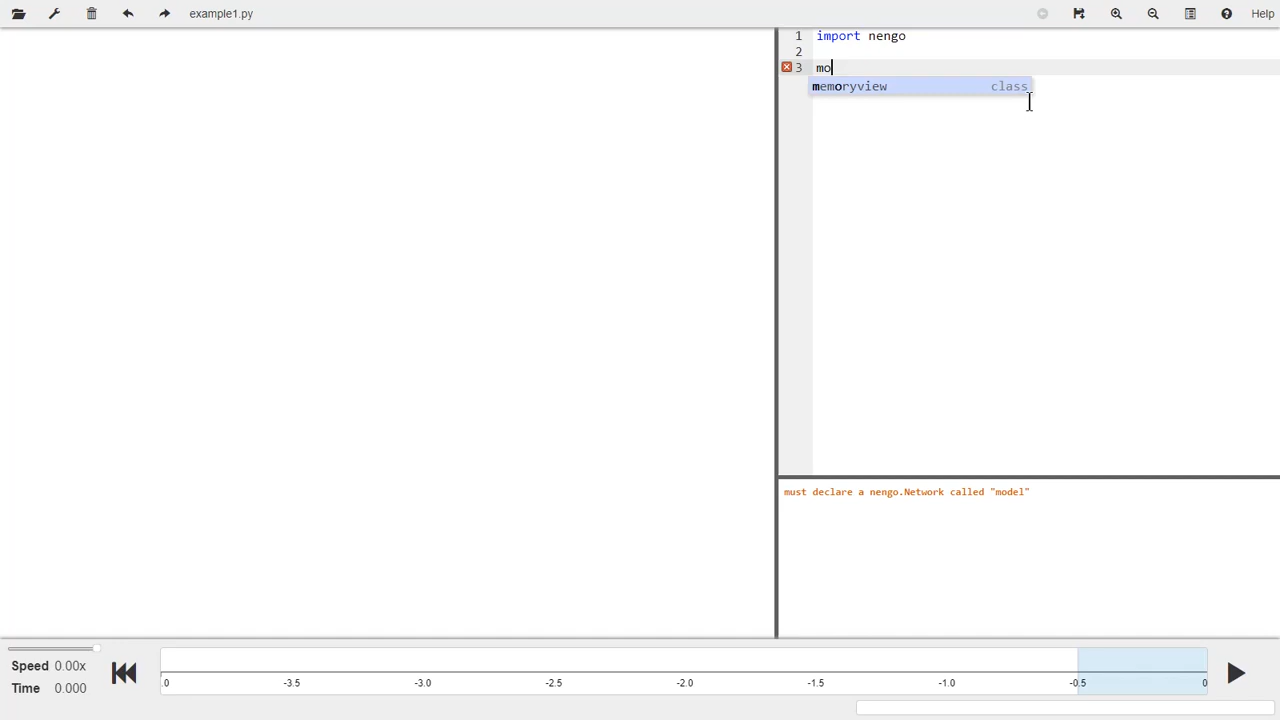 example1.py
Help
1 import nengo
2
3 mo
memoryview class
must declare a nengo.Network called "model"
Speed 0.00x
Time 0.000
.0 -3.5 -3.0 -2.5 -2.0 -1.5 -1.0 -0.5 0